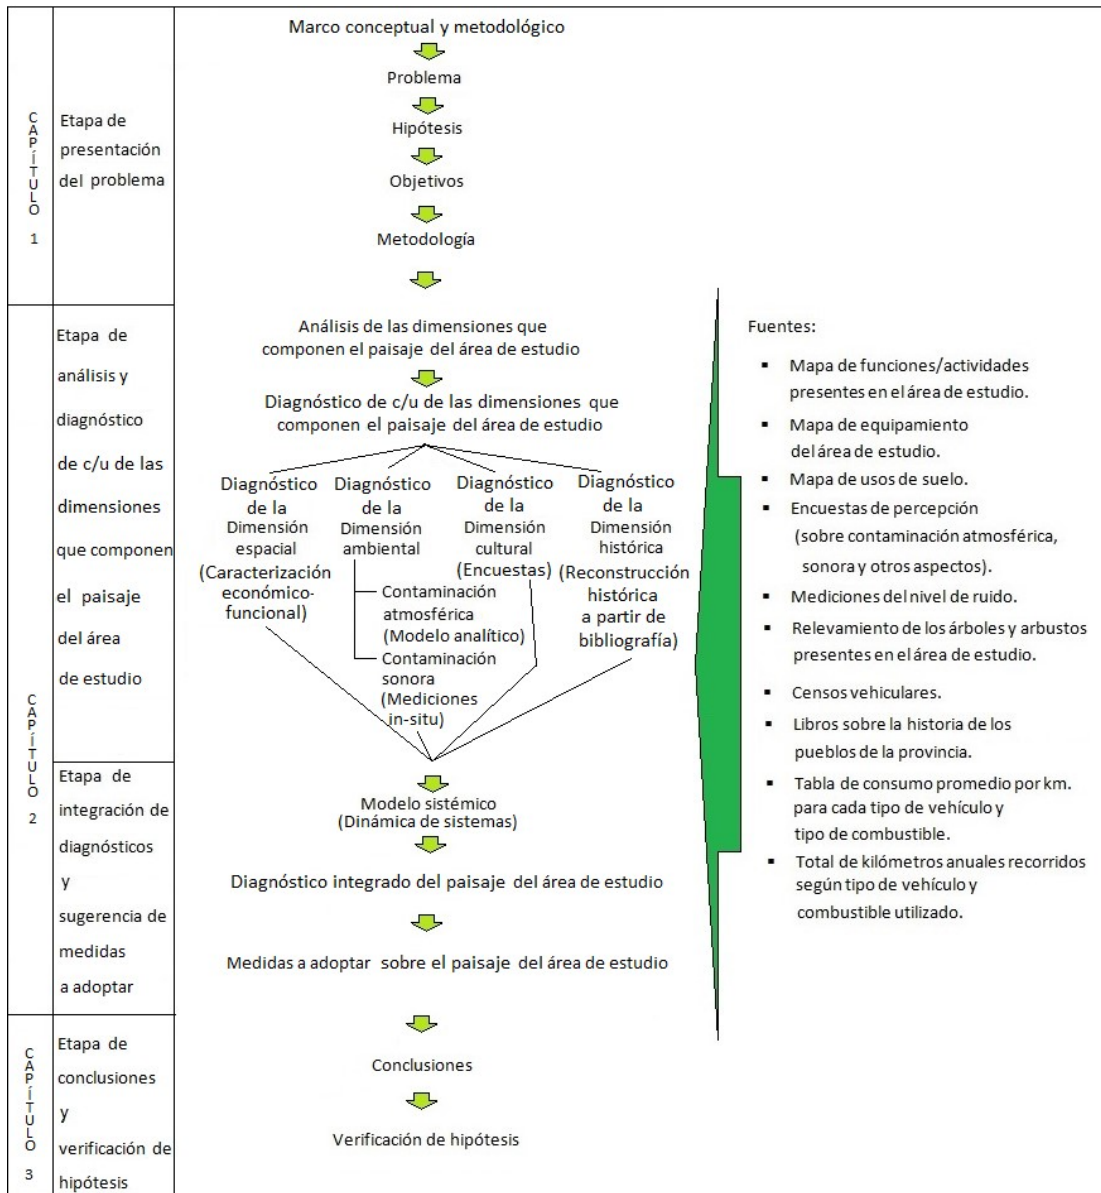 CAPÍTULO 1
Etapa de
presentación
del problema
Marco conceptual y metodológico
Problema
Hipótesis
Objetivos
Metodología
CAPÍTULO 2
Etapa de
análisis y
diagnóstico
de c/u de las
dimensiones
que componen
el paisaje
del área
de estudio
Análisis de las dimensiones que
componen el paisaje del área de estudio
Diagnóstico de c/u de las dimensiones que
componen el paisaje del área de estudio
Diagnóstico
de la
Dimensión
espacial
(Caracterización
económico-
funcional)
Diagnóstico
de la
Dimensión
ambiental
Contaminación
atmosférica
(Modelo analítico)
Contaminación
sonora
(Mediciones
in-situ)
Diagnóstico
de la
Dimensión
cultural
(Encuestas)
Diagnóstico
de la
Dimensión
histórica
(Reconstrucción
histórica
a partir de
bibliografía)
Etapa de
integración de
diagnósticos
y
sugerencia de
medidas
a adoptar
Modelo sistémico
(Dinámica de sistemas)
Diagnóstico integrado del paisaje del área de estudio
Medidas a adoptar sobre el paisaje del área de estudio
Fuentes:
▪ Mapa de funciones/actividades
presentes en el área de estudio.
▪ Mapa de equipamiento
del área de estudio.
▪ Mapa de usos de suelo.
▪ Encuestas de percepción
(sobre contaminación atmosférica,
sonora y otros aspectos).
▪ Mediciones del nivel de ruido.
▪ Relevamiento de los árboles y arbustos
presentes en el área de estudio.
▪ Censos vehiculares.
▪ Libros sobre la historia de los
pueblos de la provincia.
▪ Tabla de consumo promedio por km.
para cada tipo de vehículo y
tipo de combustible.
▪ Total de kilómetros anuales recorridos
según tipo de vehículo y
combustible utilizado.
CAPÍTULO 3
Etapa de
conclusiones
y
verificación de
hipótesis
Conclusiones
Verificación de hipótesis